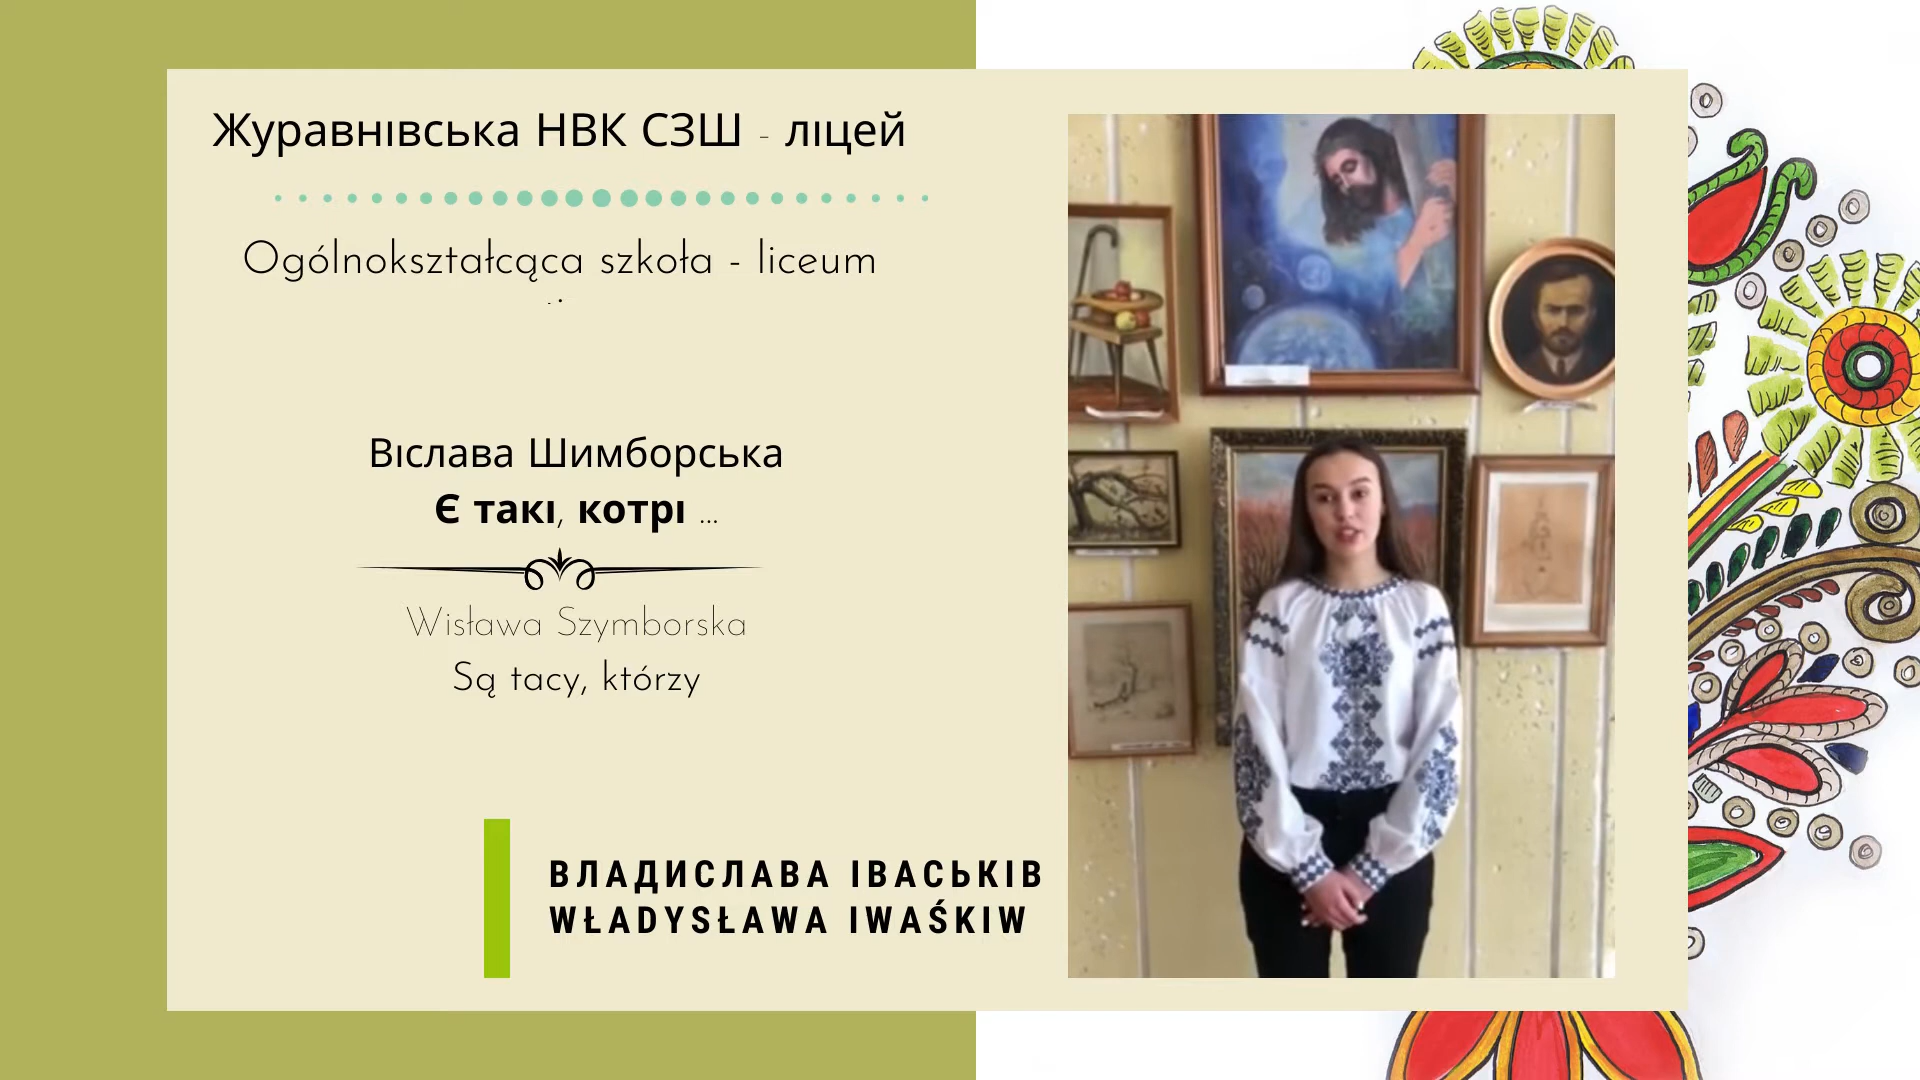 Журавнівська НВК СЗШ - ліцей
Ogólnokształcąca szkoła - liceum
Віслава Шимборська
Є такі, котрі ...
Wisława Szymborska
Są tacy, którzy
ВЛАДИСЛАВА ІВАСЬКІВ
WŁADYSŁAWA IWAŚKIW